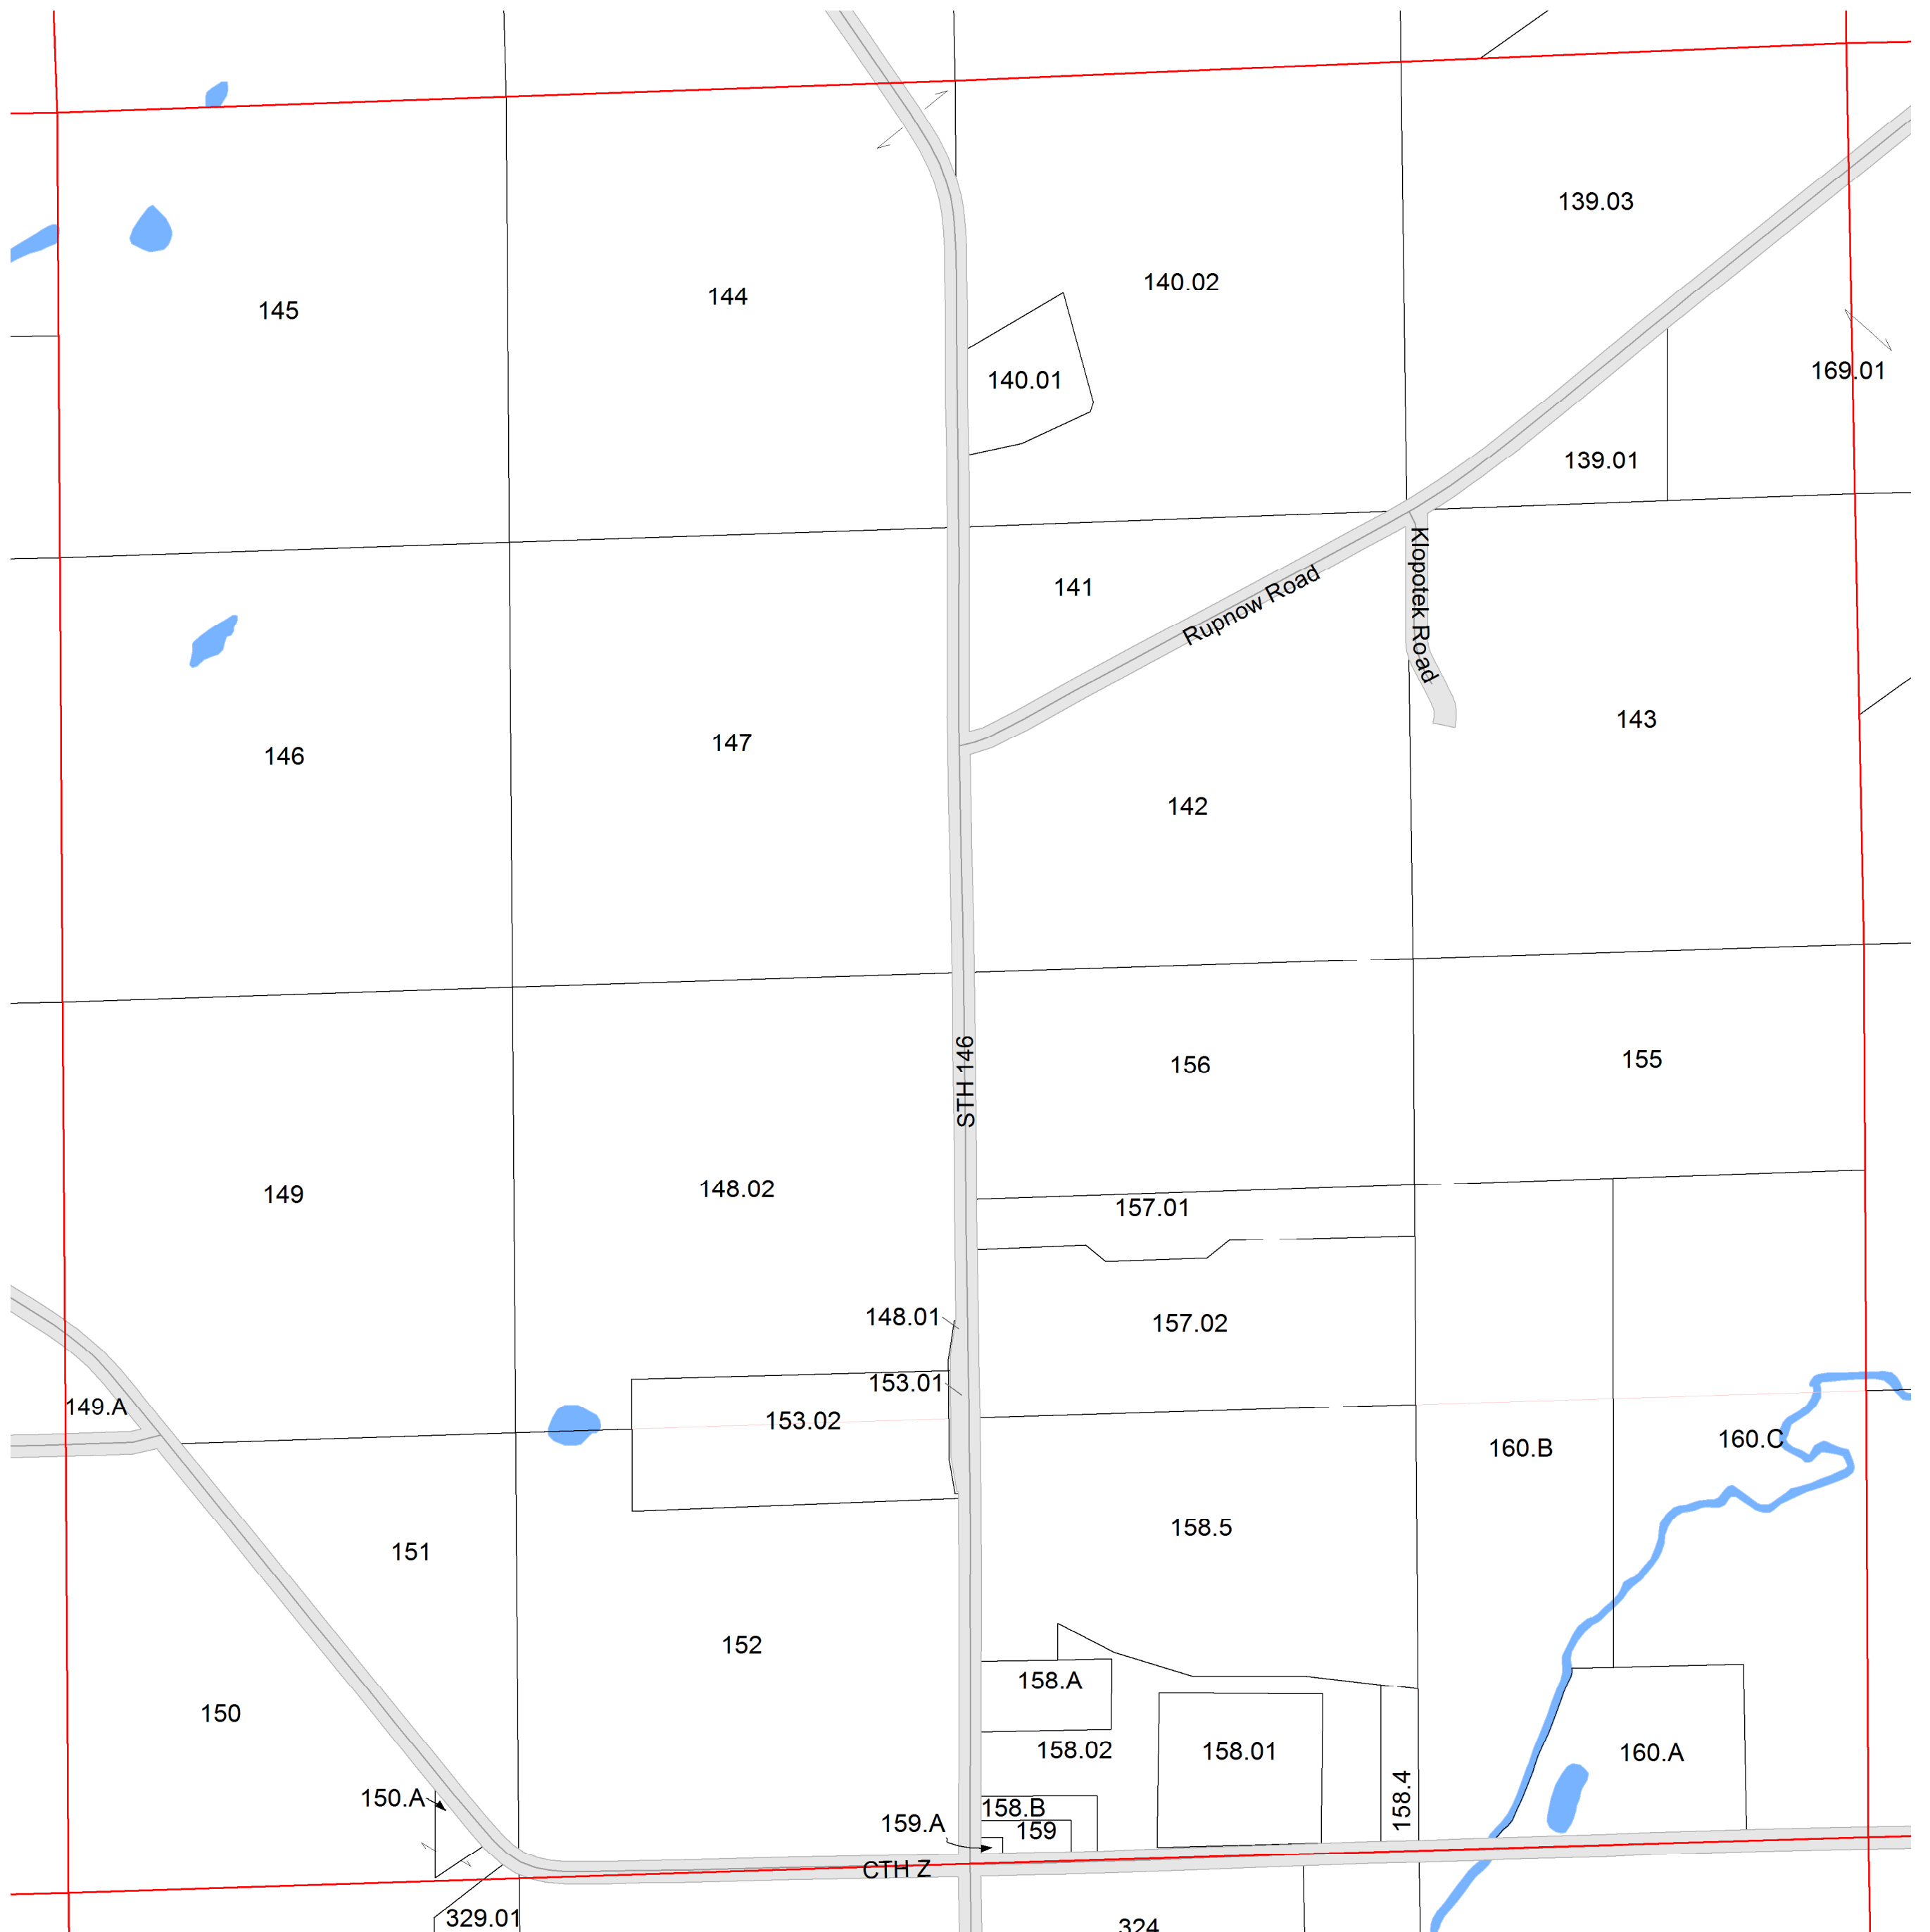 139.03
140.02
144
145
140.01
169.01
139.01
141
Rupnow Road
Klopotek Road
143
147
146
142
STH 146
156
155
149
148.02
157.01
148.01
157.02
153.01
149.A
153.02
160.B
160.C
158.5
151
152
158.A
150
158.02
158.01
160.A
150.A
158.4
158.B
159.A
159
CTH Z
329.01
324